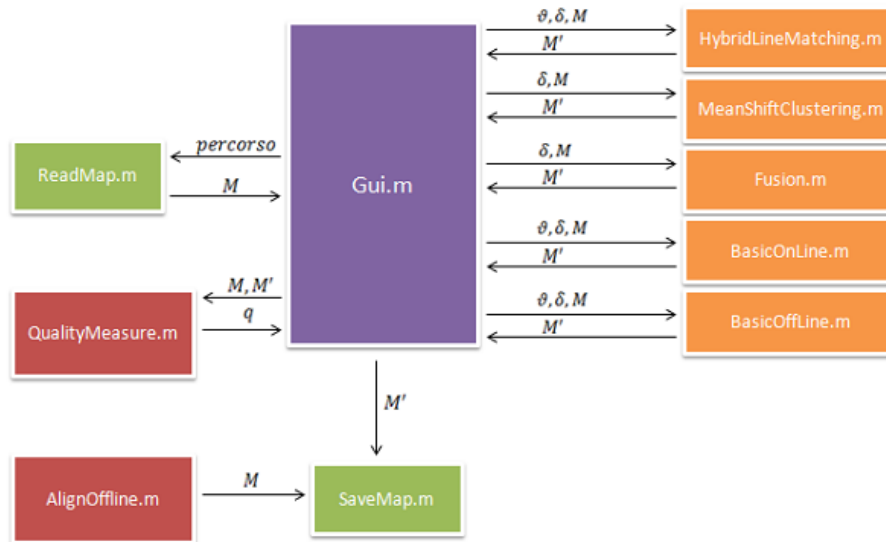 ϑ, δ, M
HybridLineMatching.m
M'
δ, M
MeanShiftClustering.m
M'
percorso
ReadMap.m
M
Gui.m
δ, M
Fusion.m
M'
ϑ, δ, M
BasicOnLine.m
M'
M, M'
QualityMeasure.m
q
ϑ, δ, M
BasicOffLine.m
M'
M'
AlignOffline.m
M
SaveMap.m